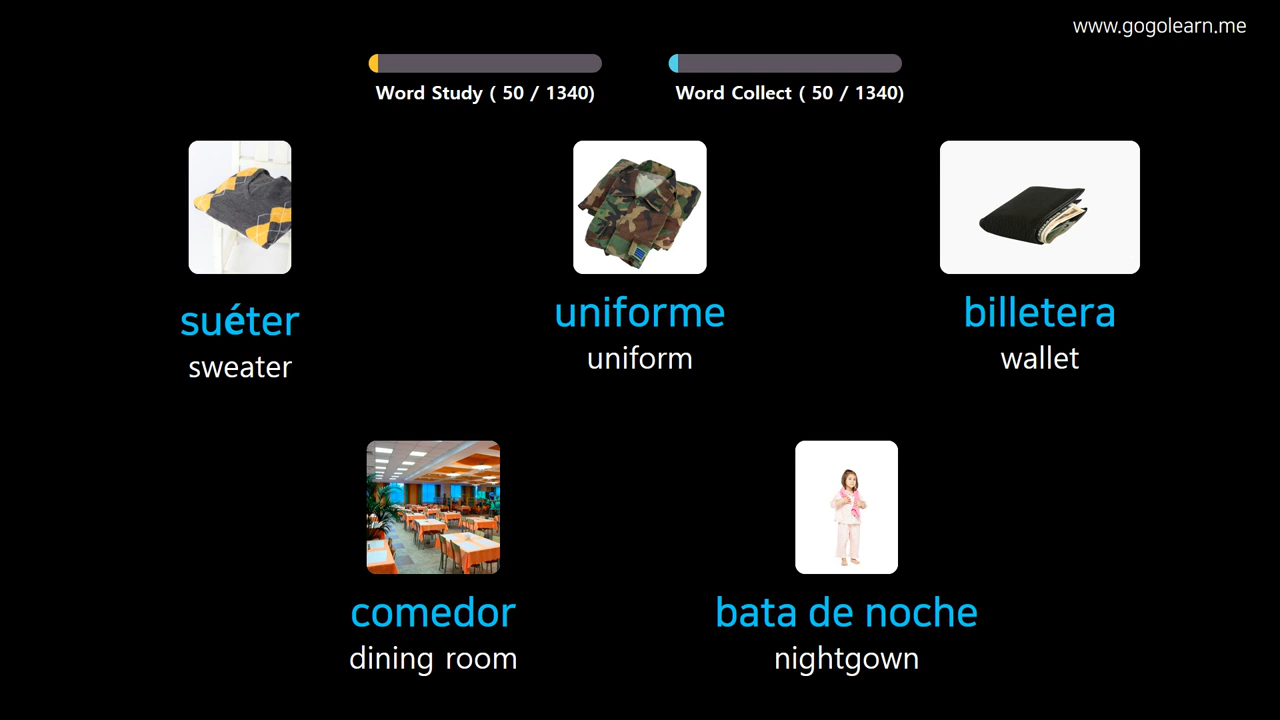 www.gogolearn.me
Word Study ( 50 / 1340)
Word Collect ( 50 / 1340)
suéter
sweater
uniforme
uniform
billetera
wallet
comedor
dining room
bata de noche
nightgown